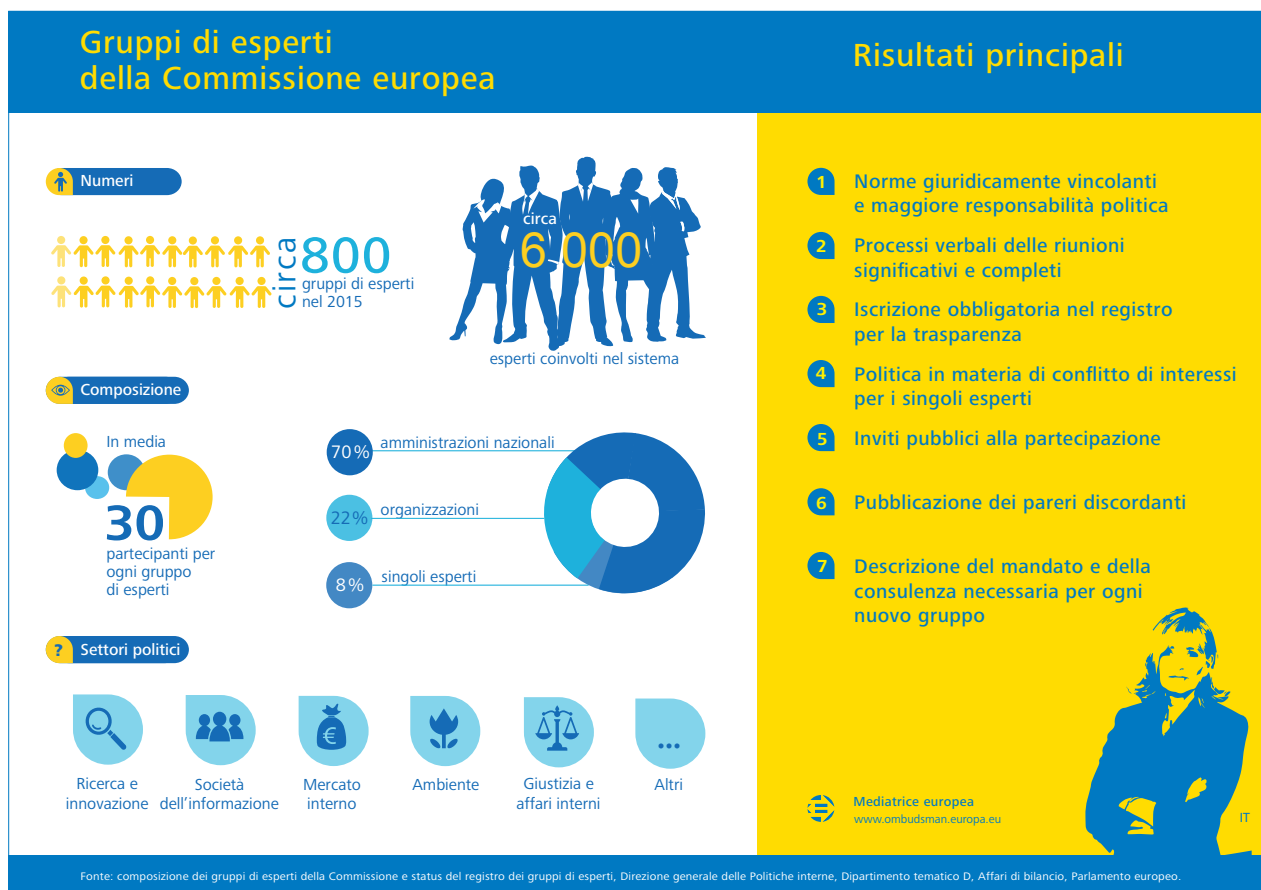 Gruppi di esperti
della Commissione europea
Risultati principali
Numeri
circa
800
gruppi di esperti
nel 2015
circa
6 000
esperti coinvolti nel sistema
Composizione
In media
30
partecipanti per
ogni gruppo
di esperti
70%
amministrazioni nazionali
22%
organizzazioni
8%
singoli esperti
?
Settori politici
€
Ricerca e
innovazione
Società
dell’informazione
Mercato
interno
Ambiente
Giustizia e
affari interni
...
Altri
1
Norme giuridicamente vincolanti
e maggiore responsabilità politica
2
Processi verbali delle riunioni
significativi e completi
3
Iscrizione obbligatoria nel registro
per la trasparenza
4
Politica in materia di conflitto di interessi
per i singoli esperti
5
Inviti pubblici alla partecipazione
6
Pubblicazione dei pareri discordanti
7
Descrizione del mandato e della
consulenza necessaria per ogni
nuovo gruppo
Mediatrice europea
www.ombudsman.europa.eu
IT
Fonte: composizione dei gruppi di esperti della Commissione e status del registro dei gruppi di esperti, Direzione generale delle Politiche interne, Dipartimento tematico D, Affari di bilancio, Parlamento europeo.